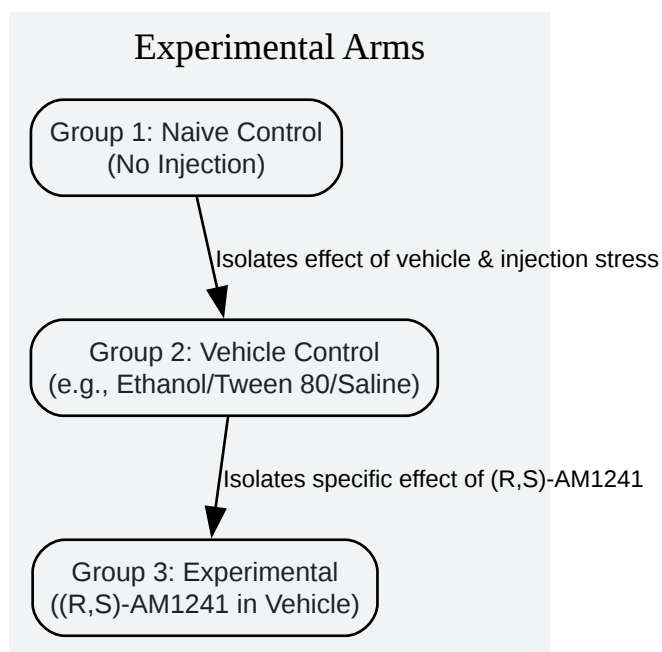 Experimental Arms
Group 1: Naive Control
(No Injection)
Isolates effect of vehicle & injection stress
Group 2: Vehicle Control
(e.g., Ethanol/Tween 80/Saline)
Isolates specific effect of (R,S)-AM1241
Group 3: Experimental
((R,S)-AM1241 in Vehicle)